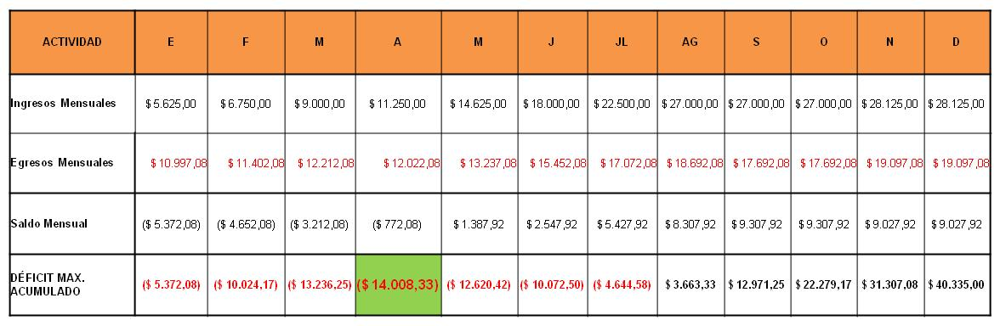 ACTIVIDAD E F M A M J JL AG S O N D
Ingresos Mensuales $ 5.625,00 $ 6.750,00 $ 9.000,00 $ 11.250,00 $ 14.625,00 $ 18.000,00 $ 22.500,00 $ 27.000,00 $ 27.000,00 $ 27.000,00 $ 28.125,00 $ 28.125,00
Egresos Mensuales $ 10.997,08 $ 11.402,08 $ 12.212,08 $ 12.022,08 $ 13.237,08 $ 15.452,08 $ 17.072,08 $ 18.692,08 $ 17.692,08 $ 17.692,08 $ 19.097,08 $ 19.097,08
Saldo Mensual ($ 5.372,08) ($ 4.652,08) ($ 3.212,08) ($ 772,08) $ 1.387,92 $ 2.547,92 $ 5.427,92 $ 8.307,92 $ 9.307,92 $ 9.307,92 $ 9.027,92 $ 9.027,92
DÉFICIT MAX.
ACUMULADO ($ 5.372,08) ($ 10.024,17) ($ 13.236,25) ($ 14.008,33) ($ 12.620,42) ($ 10.072,50) ($ 4.644,58) $ 3.663,33 $ 12.971,25 $ 22.279,17 $ 31.307,08 $ 40.335,00